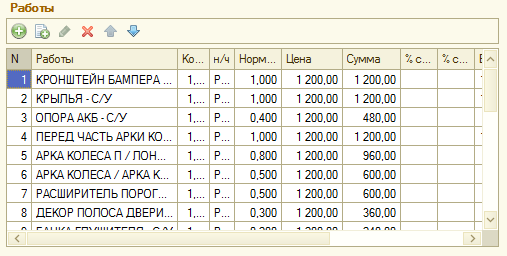 Работы
N Работы Ко... н/ч Норм... Цена Сумма % с... % с...
1 КРОНШТЕЙН БАМПЕРА ... 1,... Р... 1,000 1 200,00 1 200,00
2 КРЫЛЬЯ - С/У 1,... Р... 1,000 1 200,00 1 200,00
3 ОПОРА АКБ - С/У 1,... Р... 0,400 1 200,00 480,00
4 ПЕРЕД ЧАСТЬ АРКИ КО... 1,... Р... 1,000 1 200,00 1 200,00
5 АРКА КОЛЕСА П / ЛОН... 1,... Р... 0,800 1 200,00 960,00
6 АРКА КОЛЕСА / АРКА К... 1,... Р... 0,500 1 200,00 600,00
7 РАСШИРИТЕЛЬ ПОРОГ... 1,... Р... 0,500 1 200,00 600,00
8 ДЕКОР ПОЛОСА ДВЕРИ... 1,... Р... 0,300 1 200,00 360,00